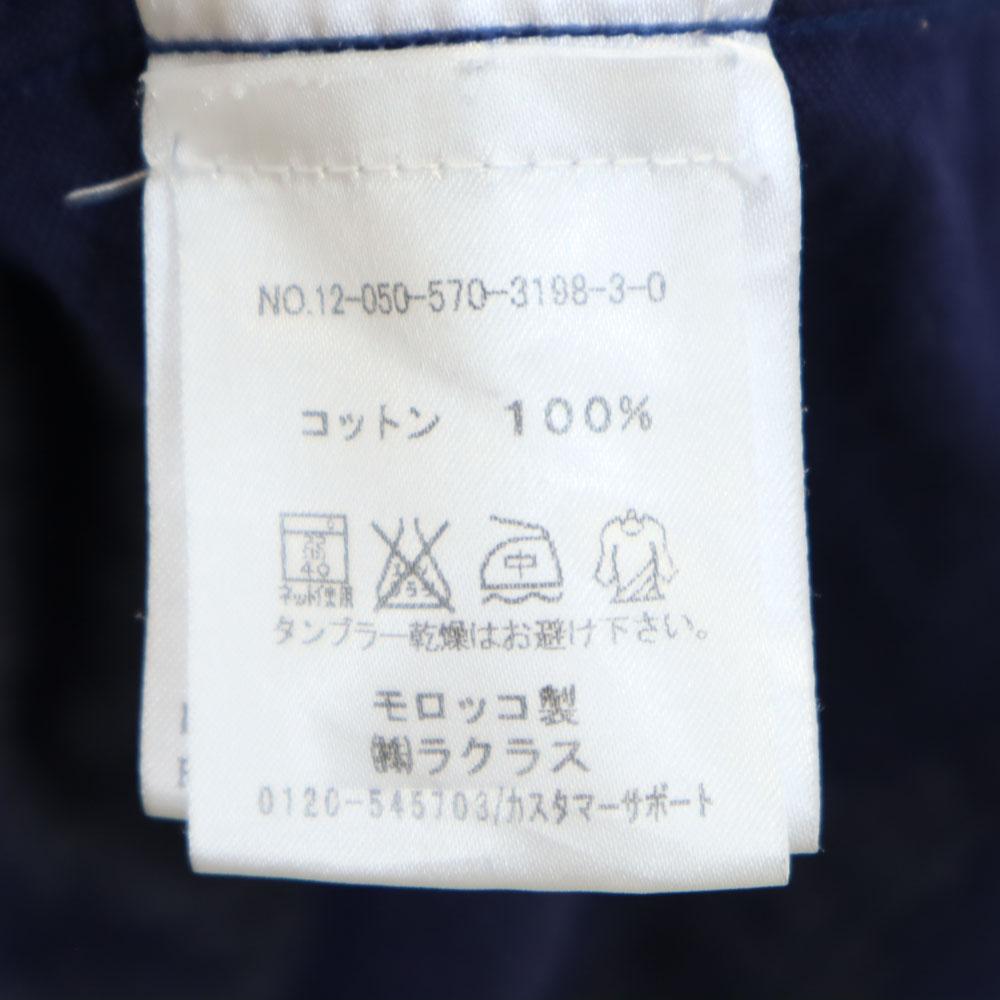 NO.12-050-570-3198-3-0
コットン 100%
弱 40 中
ネット使用
タンブラー乾燥はお避け下さい。
モロッコ製
㈱ラクラス
0120-545703/カスタマーサポート